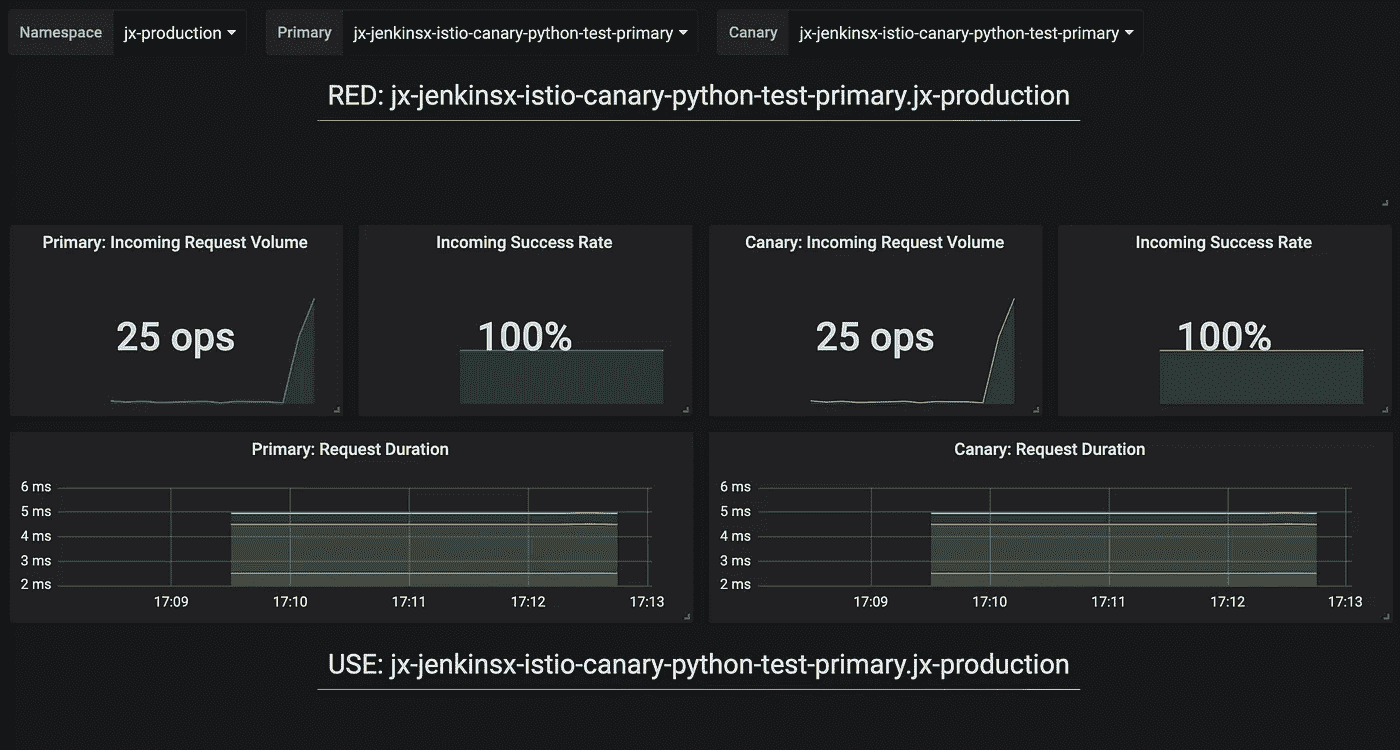 Namespace jx-production Primary jx-jenkinsx-istio-canary-python-test-primary Canary jx-jenkinsx-istio-canary-python-test-primary
RED: jx-jenkinsx-istio-canary-python-test-primary.jx-production
Primary: Incoming Request Volume
25 ops
Incoming Success Rate
100%
Canary: Incoming Request Volume
25 ops
Incoming Success Rate
100%
Primary: Request Duration
6 ms
5 ms
4 ms
3 ms
2 ms
17:09 17:10 17:11 17:12 17:13
Canary: Request Duration
6 ms
5 ms
4 ms
3 ms
2 ms
17:09 17:10 17:11 17:12 17:13
USE: jx-jenkinsx-istio-canary-python-test-primary.jx-production